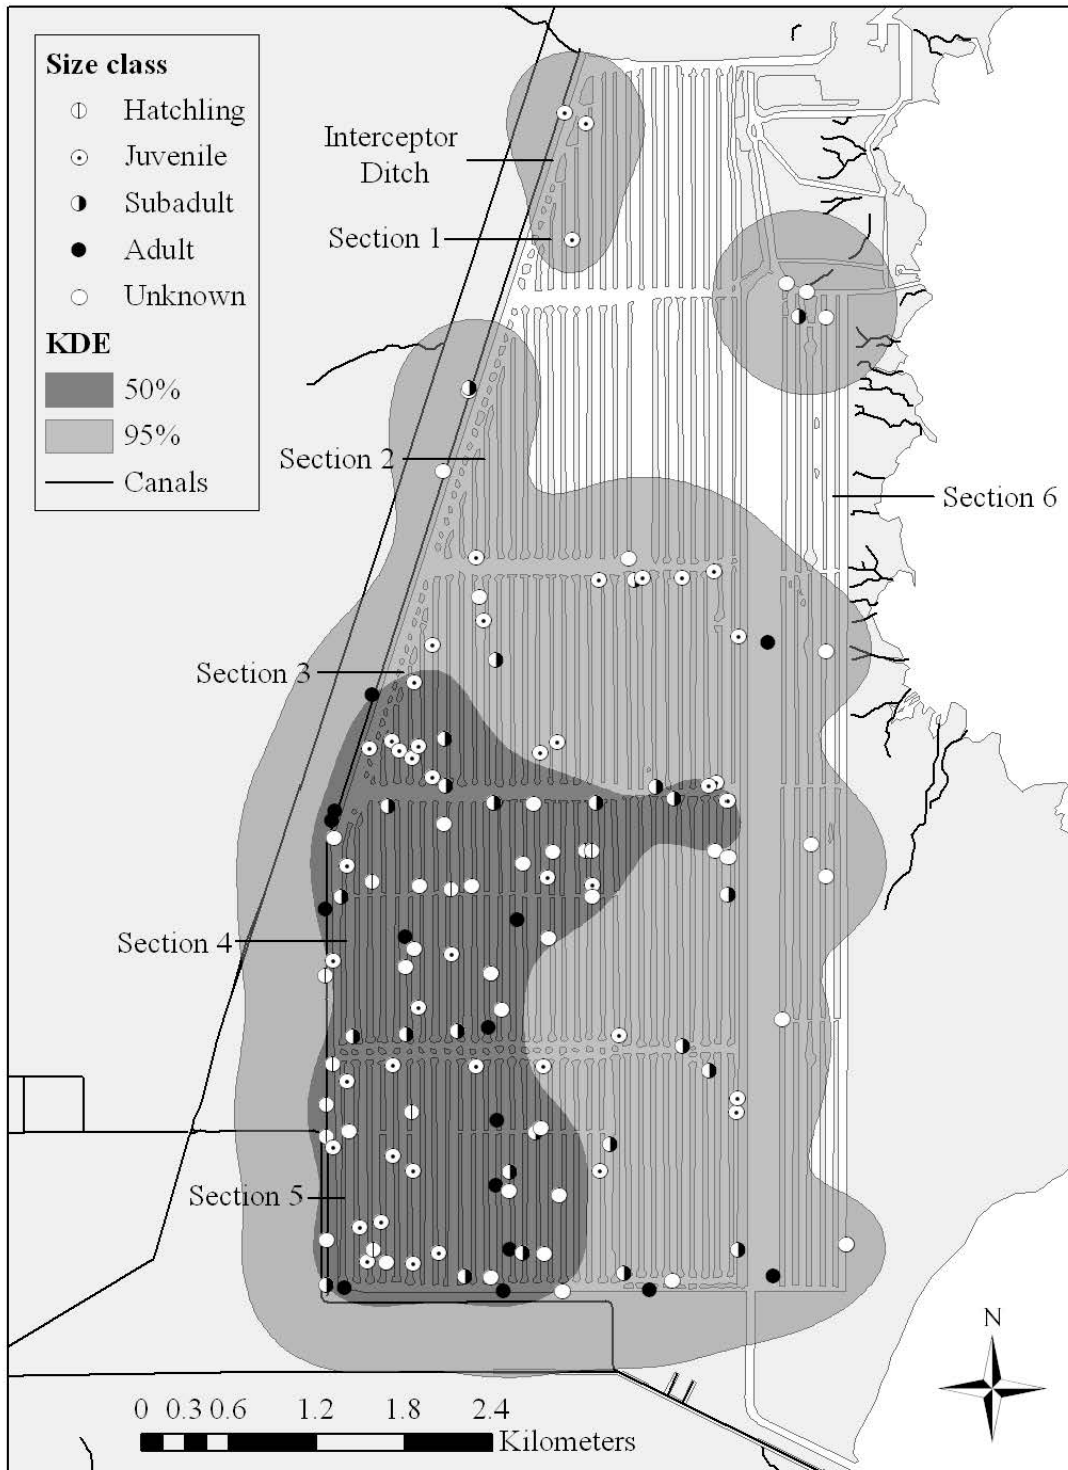 Size class
Hatchling
Juvenile
Subadult
Adult
Unknown
KDE
50%
95%
Canals
Interceptor
Ditch
Section 1
Section 2
Section 6
Section 3
Section 4
Section 5
N
0 0.3 0.6 1.2 1.8 2.4
Kilometers